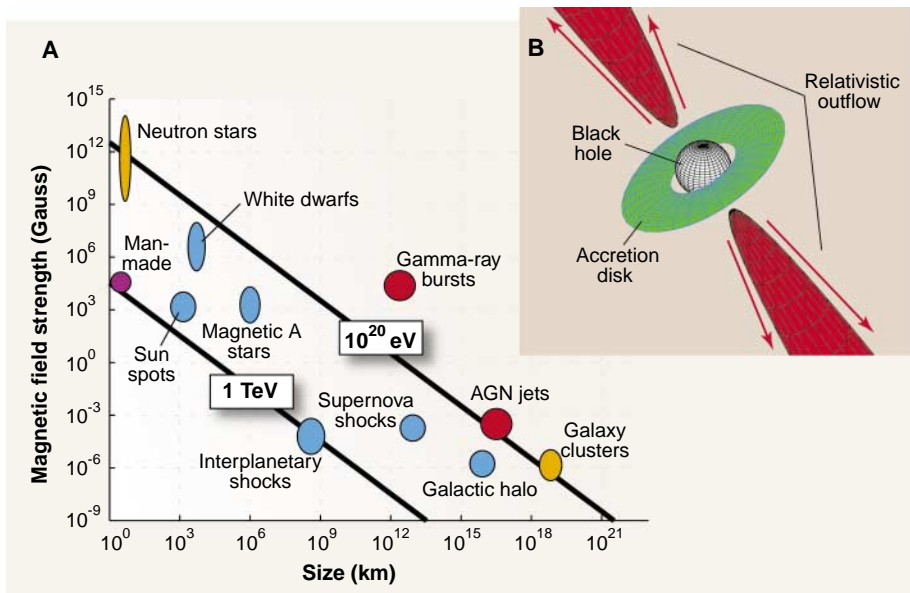 A
10^15
10^12
10^9
10^6
10^3
10^0
10^-3
10^-6
10^-9
Magnetic field strength (Gauss)
Neutron stars
White dwarfs
Man-
made
Sun
spots
Magnetic A
stars
Gamma-ray
bursts
10^20 eV
1 TeV
Supernova
shocks
AGN jets
Interplanetary
shocks
Galactic halo
Galaxy
clusters
10^0
10^3
10^6
10^9
10^12
10^15
10^18
10^21
Size (km)
B
Relativistic
outflow
Black
hole
Accretion
disk